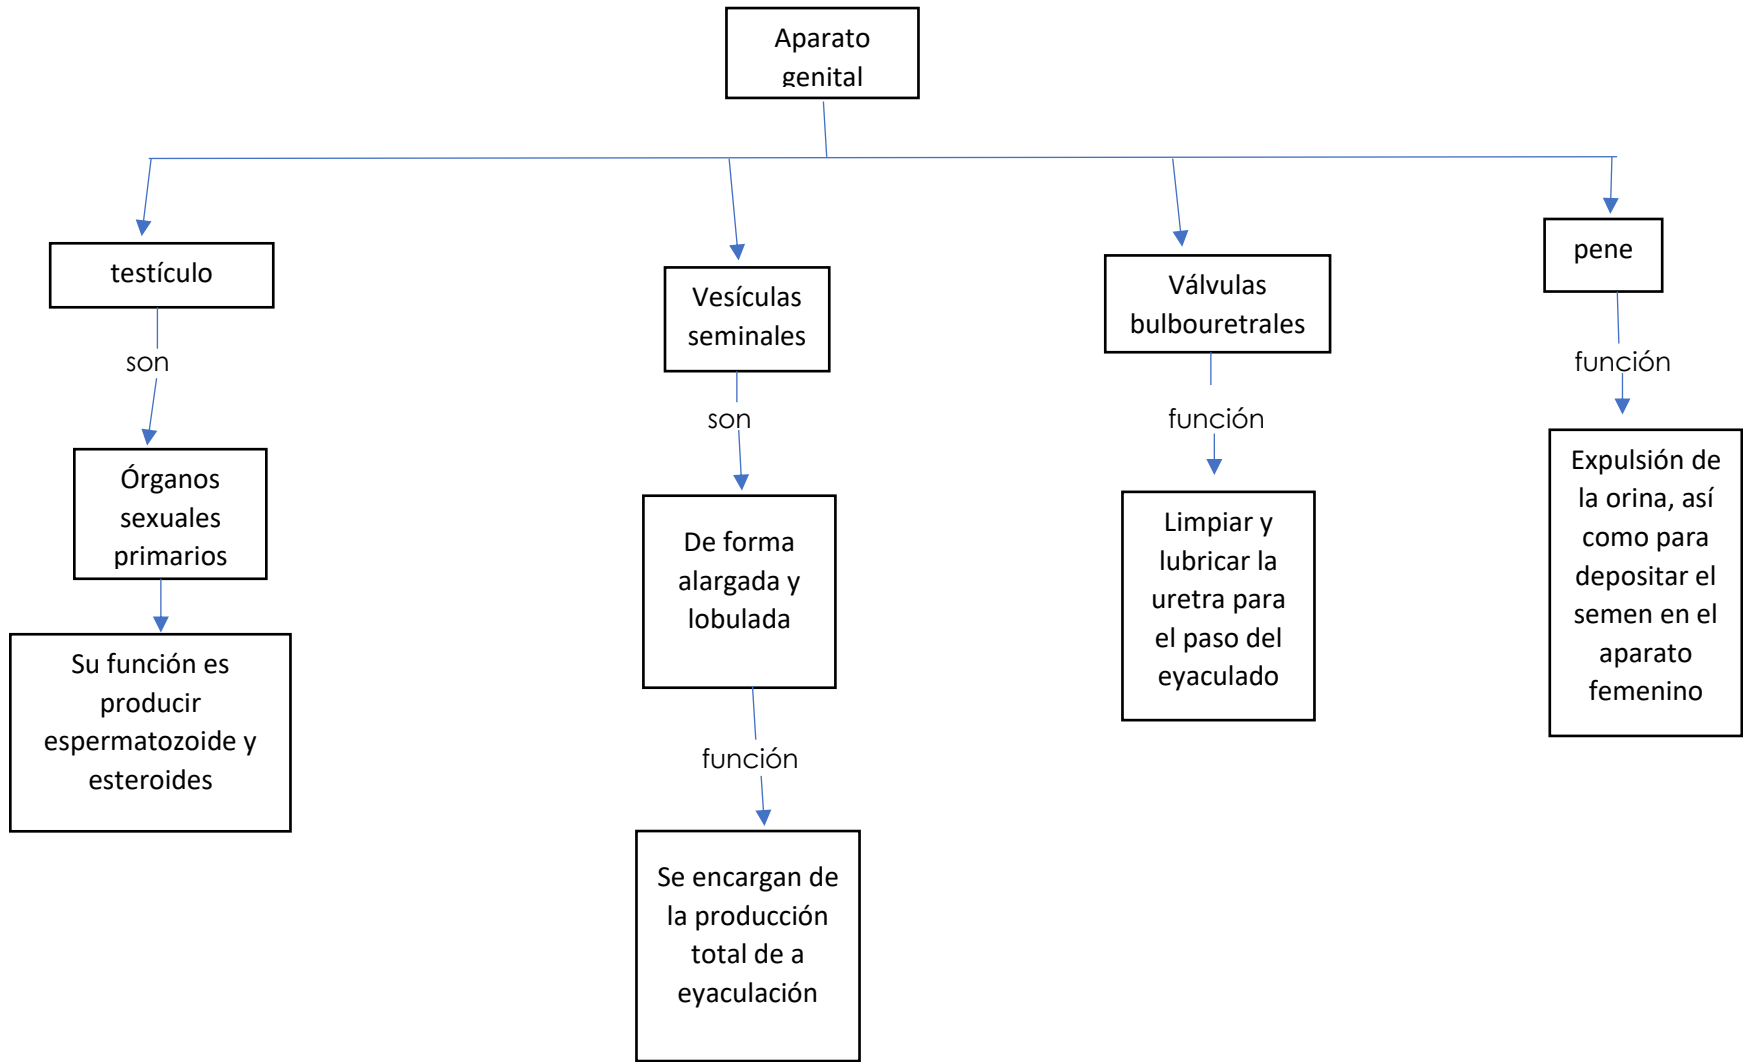 Aparato
genital
testículo
son
Órganos
sexuales
primarios
Su función es
producir
espermatozoide y
esteroides
Vesículas
seminales
son
De forma
alargada y
lobulada
función
Se encargan de
la producción
total de a
eyaculación
Válvulas
bulbouretrales
función
Limpiar y
lubricar la
uretra para
el paso del
eyaculado
pene
función
Expulsión de
la orina, así
como para
depositar el
semen en el
aparato
femenino